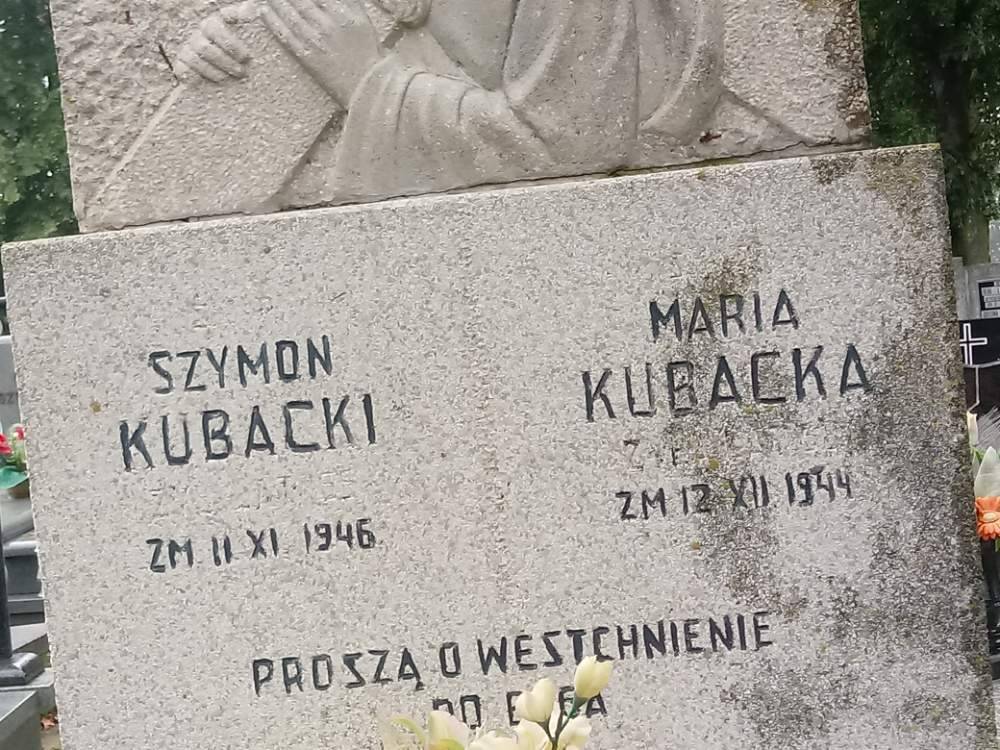 SZYMON
KUBACKI
ZM 11 XI 1946
MARIA
KUBACKA
ZM 12 XII 1944
PROSZĄ O WESTCHNIENIE
DO